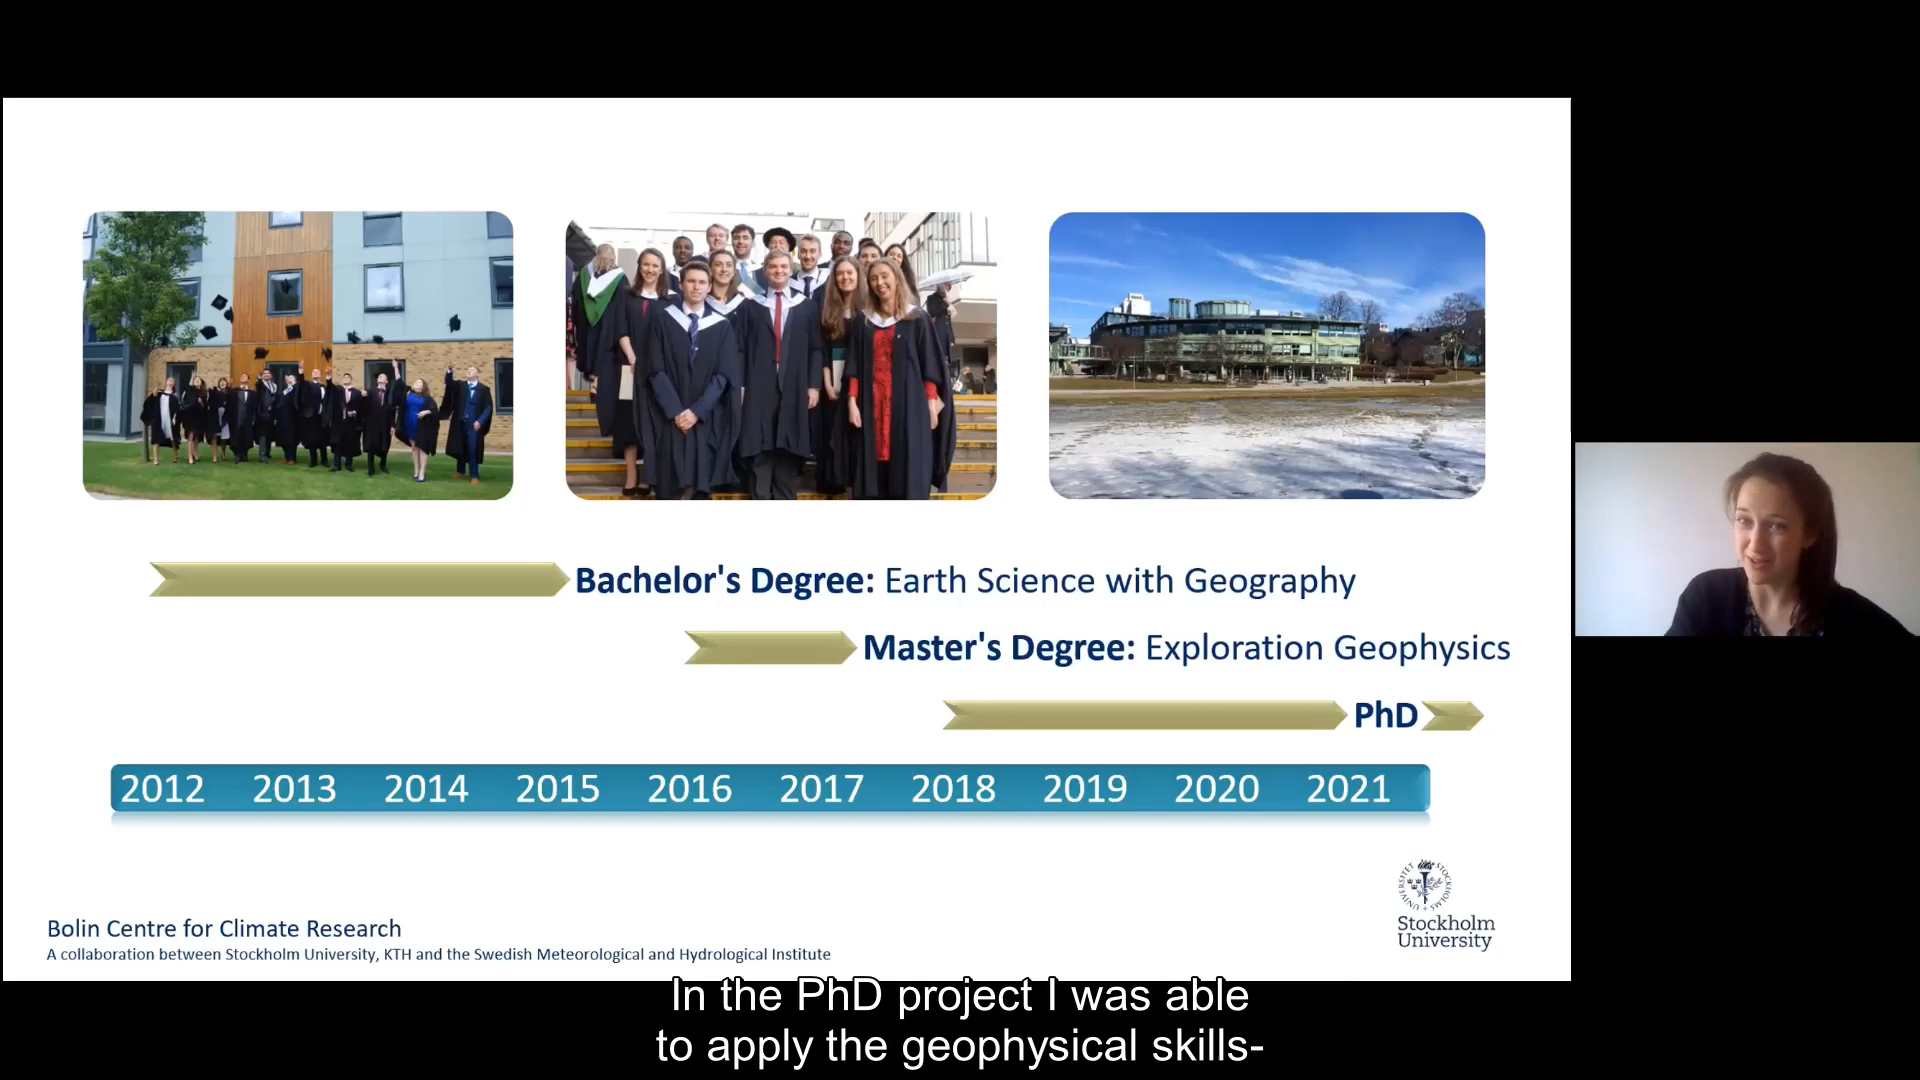 Bachelor's Degree: Earth Science with Geography
Master's Degree: Exploration Geophysics
PhD
2012 2013 2014 2015 2016 2017 2018 2019 2020 2021
Bolin Centre for Climate Research
A collaboration between Stockholm University, KTH and the Swedish Meteorological and Hydrological Institute
Stockholm
University
In the PhD project I was able
to apply the geophysical skills-